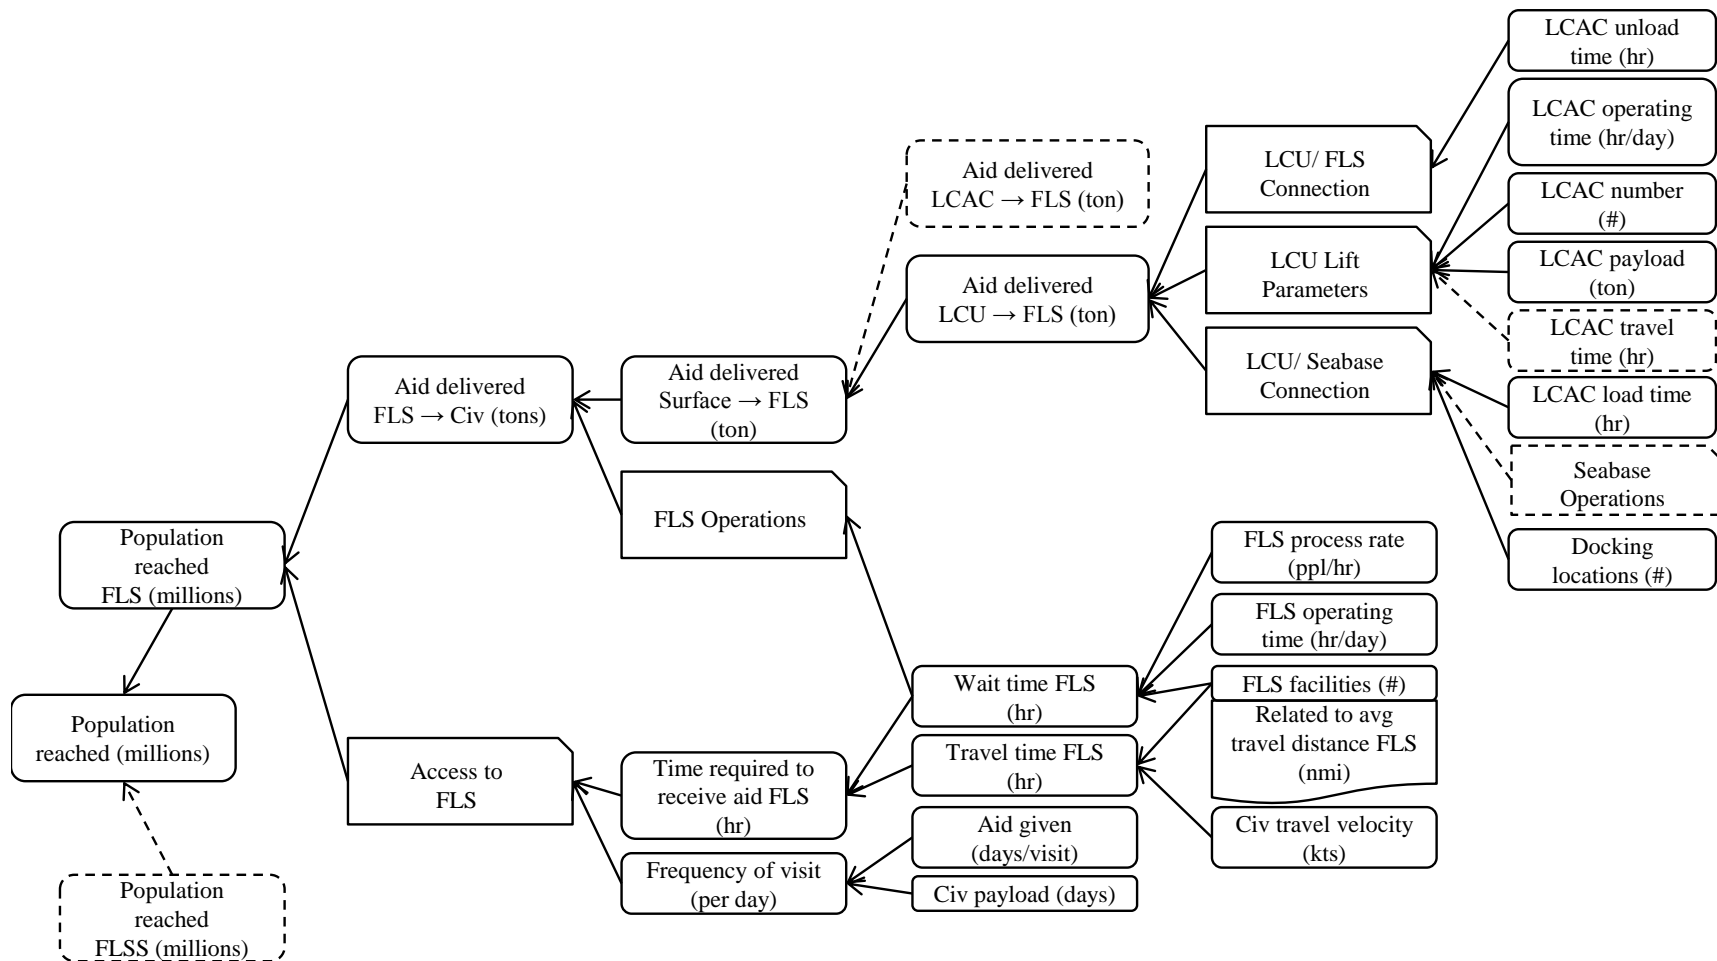 LCAC unload
time (hr)
LCAC operating
time (hr/day)
LCAC number
(#)
LCAC payload
(ton)
LCAC travel
time (hr)
LCAC load time
(hr)
Seabase
Operations
Docking
locations (#)
LCU/ FLS
Connection
LCU Lift
Parameters
LCU/ Seabase
Connection
Aid delivered
LCAC → FLS (ton)
Aid delivered
LCU → FLS (ton)
Aid delivered
Surface → FLS
(ton)
FLS Operations
Aid delivered
FLS → Civ (tons)
Population
reached
FLS (millions)
Population
reached (millions)
Population
reached
FLSS (millions)
Access to
FLS
Time required to
receive aid FLS
(hr)
Frequency of visit
(per day)
Wait time FLS
(hr)
Travel time FLS
(hr)
Aid given
(days/visit)
Civ payload (days)
FLS process rate
(ppl/hr)
FLS operating
time (hr/day)
FLS facilities (#)
Related to avg
travel distance FLS
(nmi)
Civ travel velocity
(kts)